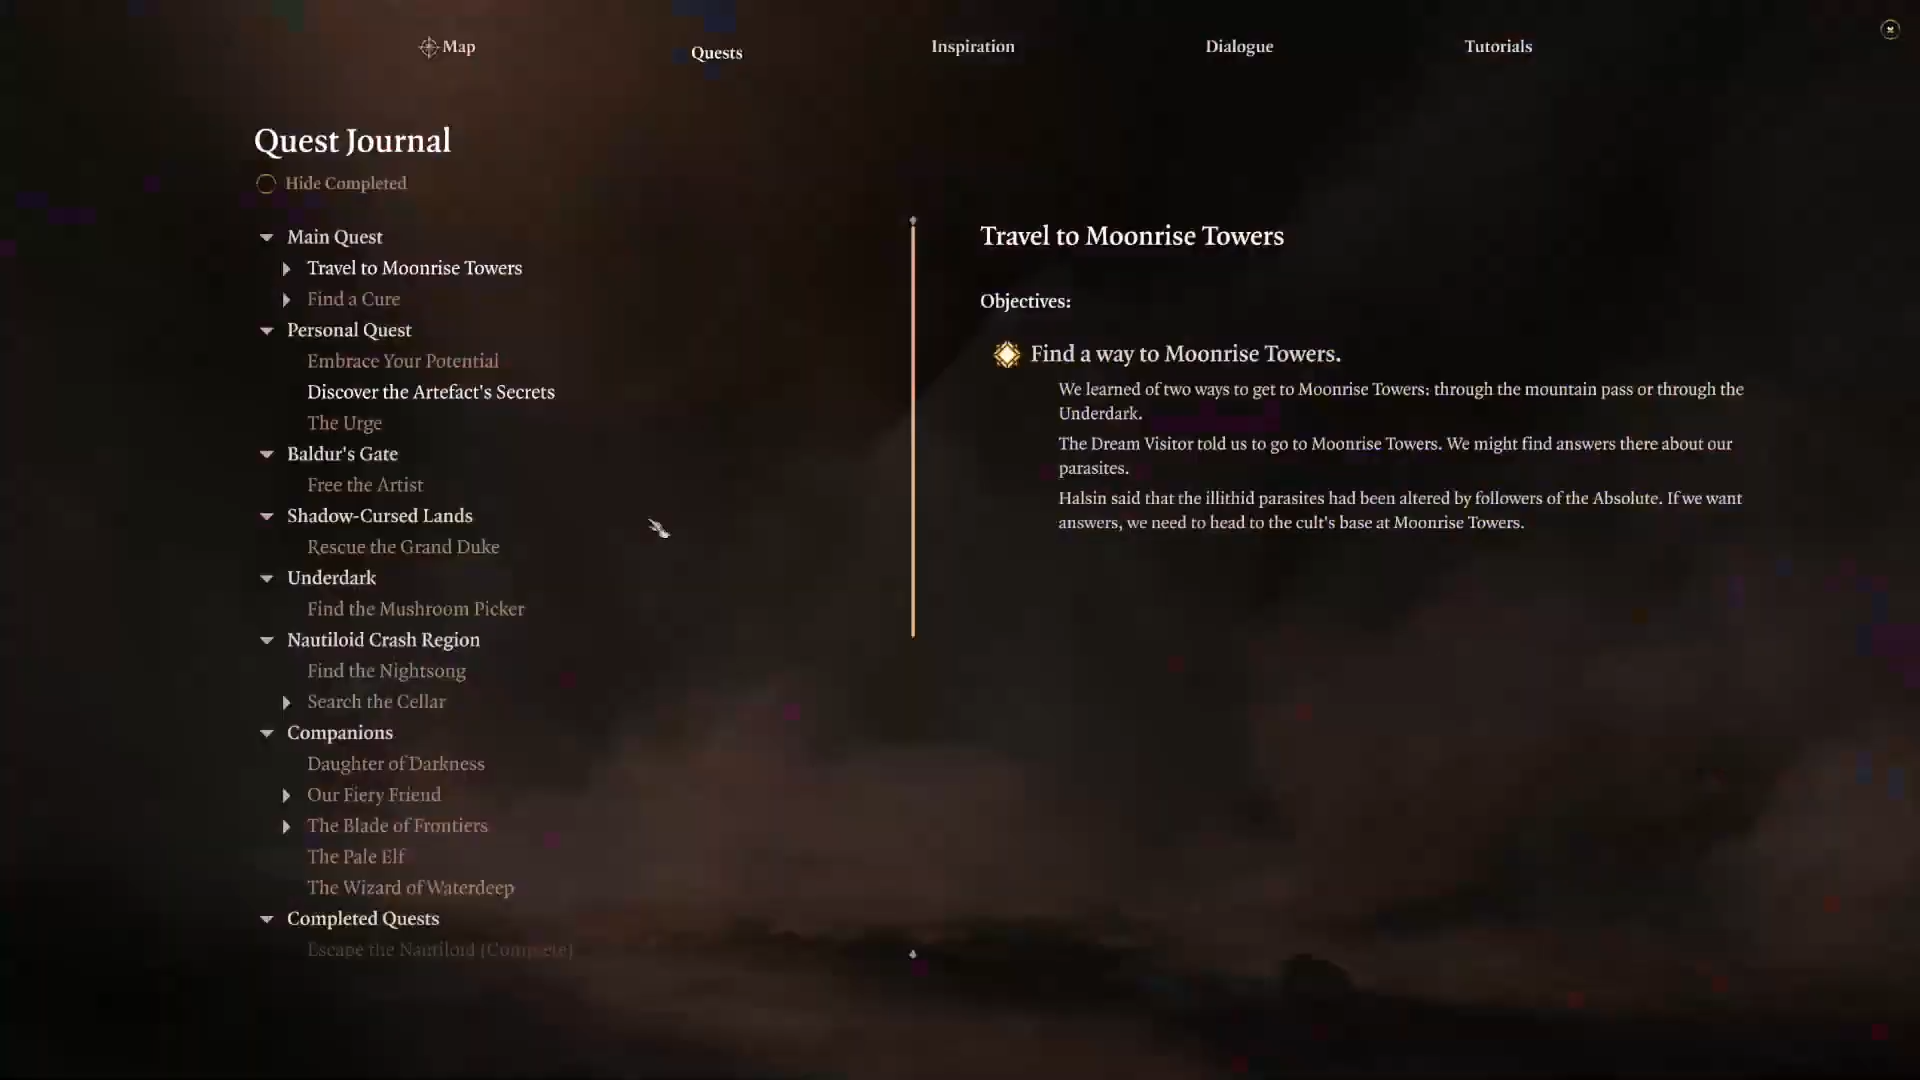 Map
Quests
Inspiration
Dialogue
Tutorials
Quest Journal
Hide Completed
Main Quest
Travel to Moonrise Towers
Find a Cure
Personal Quest
Embrace Your Potential
Discover the Artefact's Secrets
The Urge
Baldur's Gate
Free the Artist
Shadow-Cursed Lands
Rescue the Grand Duke
Underdark
Find the Mushroom Picker
Nautiloid Crash Region
Find the Nightsong
Search the Cellar
Companions
Daughter of Darkness
Our Fiery Friend
The Blade of Frontiers
The Pale Elf
The Wizard of Waterdeep
Completed Quests
Escape the Nautiloid (Complete)
Travel to Moonrise Towers
Objectives:
Find a way to Moonrise Towers.
We learned of two ways to get to Moonrise Towers: through the mountain pass or through the
Underdark.
The Dream Visitor told us to go to Moonrise Towers. We might find answers there about our
parasites.
Halsin said that the illithid parasites had been altered by followers of the Absolute. If we want
answers, we need to head to the cult's base at Moonrise Towers.